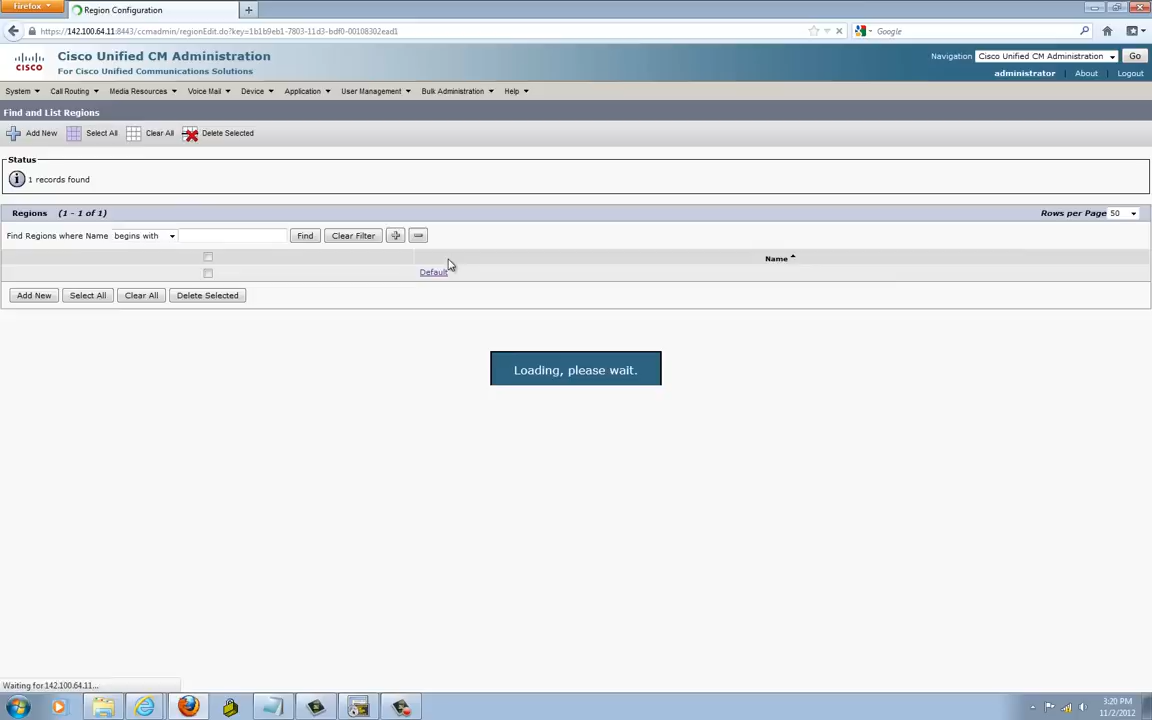 Firefox
Region Configuration
https://142.100.64.11:8443/ccmadmin/regionEdit.do?key=1b1b9eb1-7803-11d3-bdf0-00108302ead1
Google
CISCO
Cisco Unified CM Administration
For Cisco Unified Communications Solutions
Navigation Cisco Unified CM Administration Go
administrator About Logout
System Call Routing Media Resources Voice Mail Device Application User Management Bulk Administration Help
Find and List Regions
Add New Select All Clear All Delete Selected
Status
1 records found
Regions (1 - 1 of 1) Rows per Page 50
Find Regions where Name begins with Find Clear Filter
Name
Default
Add New Select All Clear All Delete Selected
Loading, please wait.
Waiting for 142.100.64.11...
3:20 PM
11/2/2012